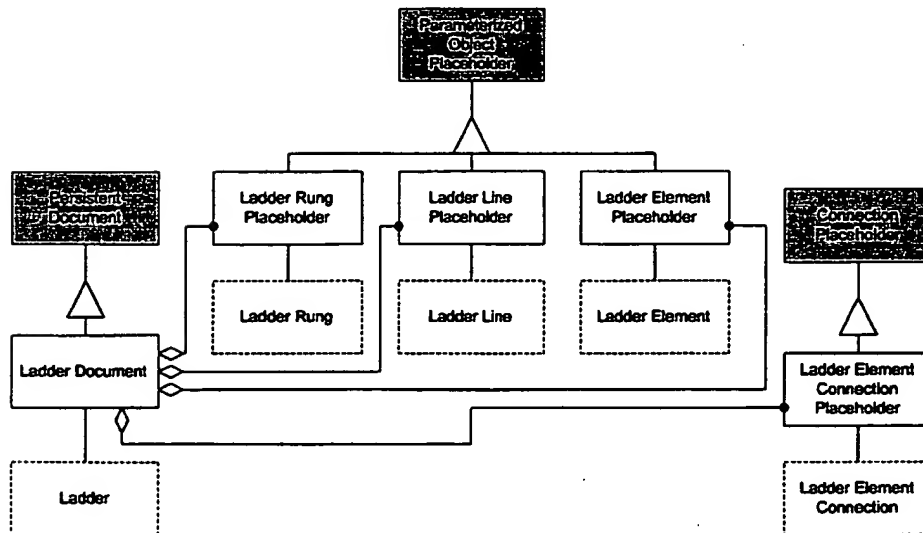 Parameterized
Object
Placeholder
Persistent
Document
Ladder Rung
Placeholder
Ladder Line
Placeholder
Ladder Element
Placeholder
Connection
Placeholder
Ladder Rung
Ladder Line
Ladder Element
Ladder Document
Ladder Element
Connection
Placeholder
Ladder
Ladder Element
Connection